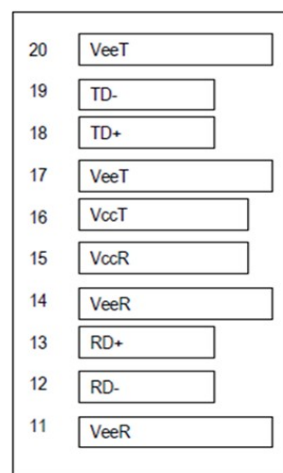 20 VeeT
19 TD-
18 TD+
17 VeeT
16 VccT
15 VccR
14 VeeR
13 RD+
12 RD-
11 VeeR